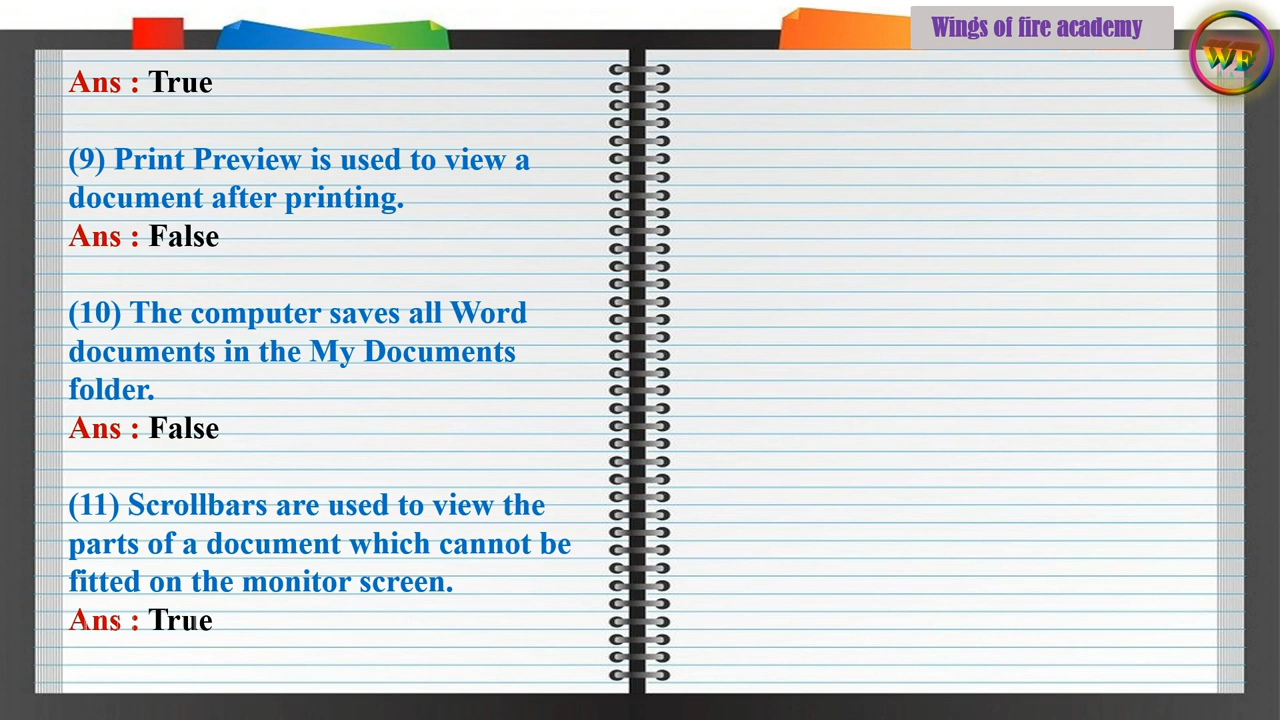 Wings of fire academy
WF
Ans : True
(9) Print Preview is used to view a
document after printing.
Ans : False
(10) The computer saves all Word
documents in the My Documents
folder.
Ans : False
(11) Scrollbars are used to view the
parts of a document which cannot be
fitted on the monitor screen.
Ans : True